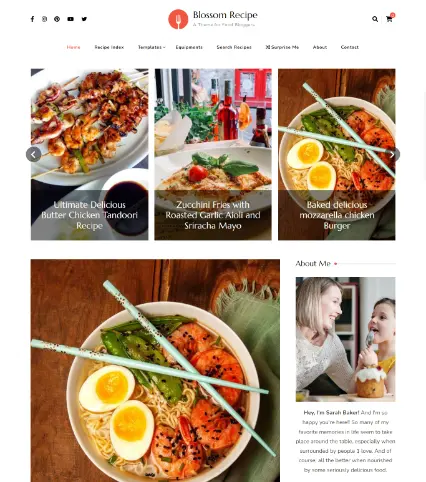 Blossom Recipe
A Theme for Food Bloggers
0
Home Recipe Index Templates Equipments Search Recipes Surprise Me About Contact
Ultimate Delicious
Butter Chicken Tandoori
Recipe
Zucchini Fries with
Roasted Garlic Aioli and
Sriracha Mayo
Baked delicious
mozzarella chicken
Burger
About Me
Hey, I'm Sarah Baker! And I'm so
happy you're here!! So many of my
favorite memories in life seem to take
place around the table, especially when
surrounded by people I love. And of
course, all the better when nourished
by some seriously delicious food.